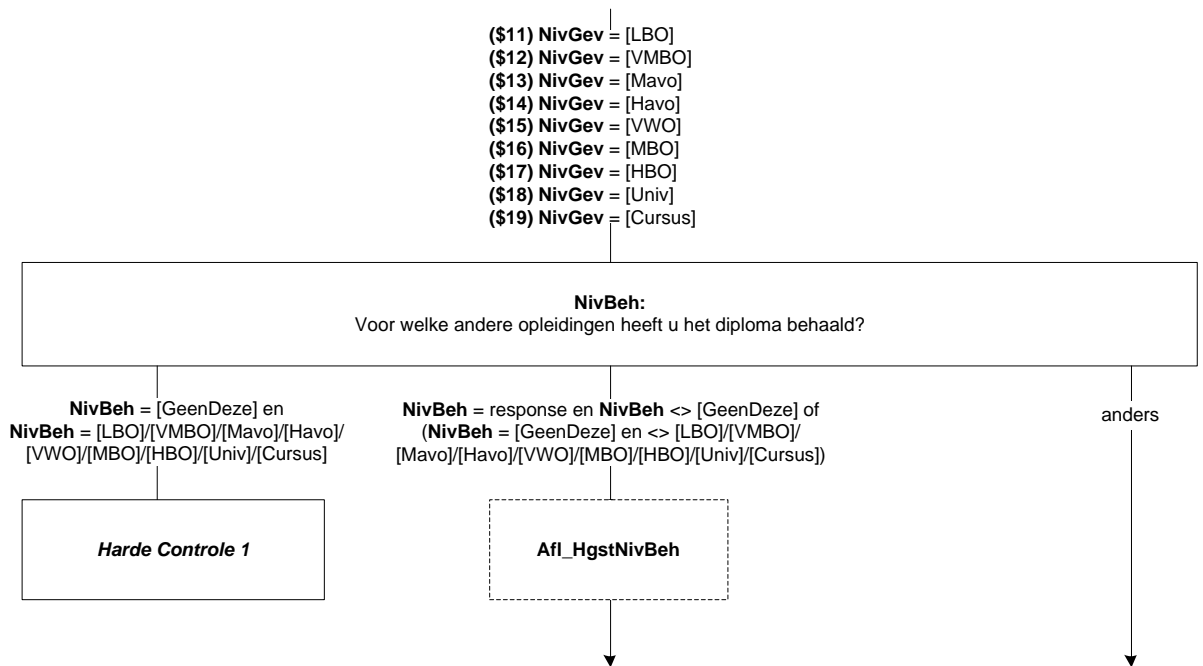 ($11) NivGev = [LBO]
($12) NivGev = [VMBO]
($13) NivGev = [Mavo]
($14) NivGev = [Havo]
($15) NivGev = [VWO]
($16) NivGev = [MBO]
($17) NivGev = [HBO]
($18) NivGev = [Univ]
($19) NivGev = [Cursus]
NivBeh:
Voor welke andere opleidingen heeft u het diploma behaald?
NivBeh = [GeenDeze] en
NivBeh = [LBO]/[VMBO]/[Mavo]/[Havo]/
[VWO]/[MBO]/[HBO]/[Univ]/[Cursus]
NivBeh = response en NivBeh <> [GeenDeze] of
(NivBeh = [GeenDeze] en <> [LBO]/[VMBO]/
[Mavo]/[Havo]/[VWO]/[MBO]/[HBO]/[Univ]/[Cursus])
anders
Harde Controle 1
Afl_HgstNivBeh